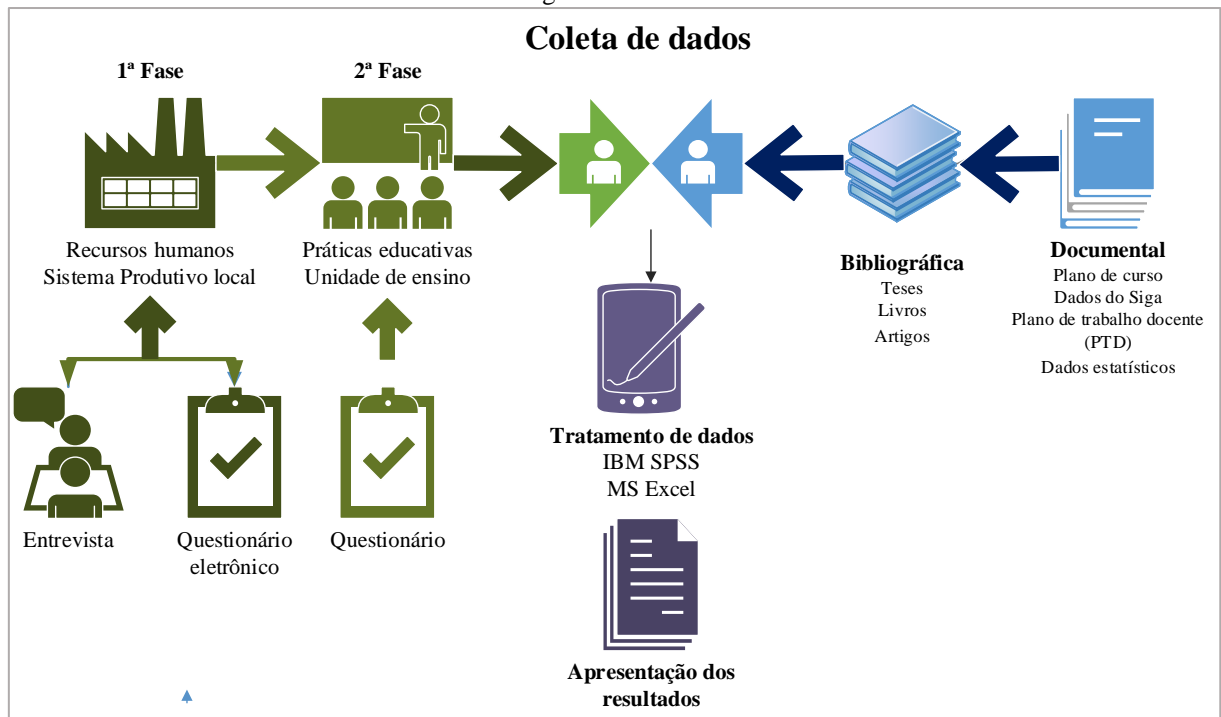 Coleta de dados
1ª Fase
2ª Fase
Recursos humanos
Sistema Produtivo local
Práticas educativas
Unidade de ensino
Bibliográfica
Teses
Livros
Artigos
Documental
Plano de curso
Dados do Siga
Plano de trabalho docente
(PTD)
Dados estatísticos
Entrevista
Questionário
eletrônico
Questionário
Tratamento de dados
IBM SPSS
MS Excel
Apresentação dos
resultados